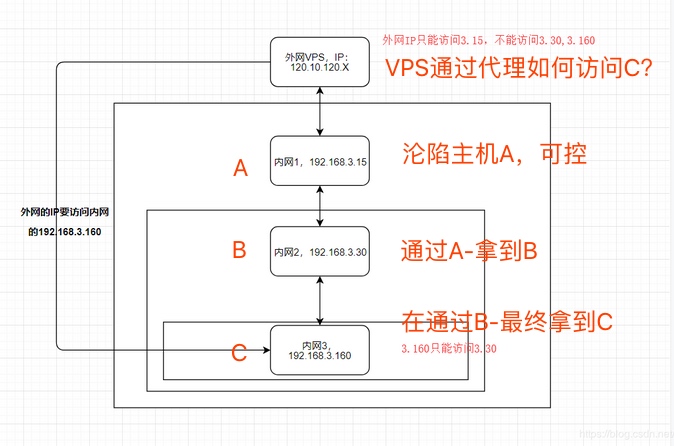 外网IP只能访问3.15，不能访问3.30,3.160
外网VPS，IP：
120.10.120.X
VPS通过代理如何访问C?
A
内网1，192.168.3.15
沦陷主机A，可控
外网的IP要访问内网
的192.168.3.160
B
内网2，192.168.3.30
通过A-拿到B
在通过B-最终拿到C
C
内网3，
192.168.3.160
3.160只能访问3.30
https://blog.csdn.net